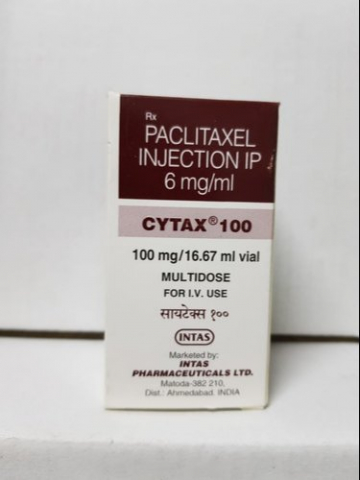 Rx
PACLITAXEL
INJECTION IP
6 mg/ml
CYTAX® 100
100 mg/16.67 ml vial
MULTIDOSE
FOR I.V. USE
सायटेक्स १००
INTAS
Marketed by:
INTAS
PHARMACEUTICALS LTD.
Matoda-382 210,
Dist.: Ahmedabad. INDIA